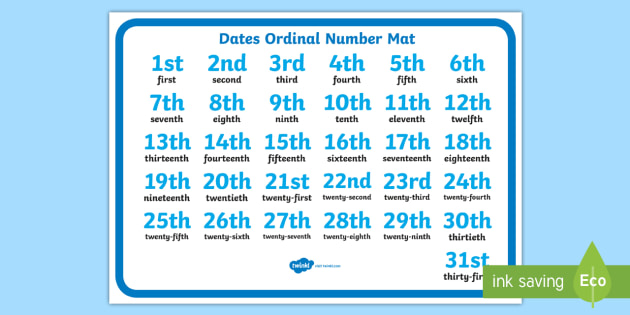 Dates Ordinal Number Mat
1st 2nd 3rd 4th 5th 6th
first second third fourth fifth sixth
7th 8th 9th 10th 11th 12th
seventh eighth ninth tenth eleventh twelfth
13th 14th 15th 16th 17th 18th
thirteenth fourteenth fifteenth sixteenth seventeenth eighteenth
19th 20th 21st 22nd 23rd 24th
nineteenth twentieth twenty-first twenty-second twenty-third twenty-fourth
25th 26th 27th 28th 29th 30th
twenty-fifth twenty-sixth twenty-seventh twenty-eighth twenty-ninth thirtieth
31st
twinkl
thirty-fir
ink saving Eco